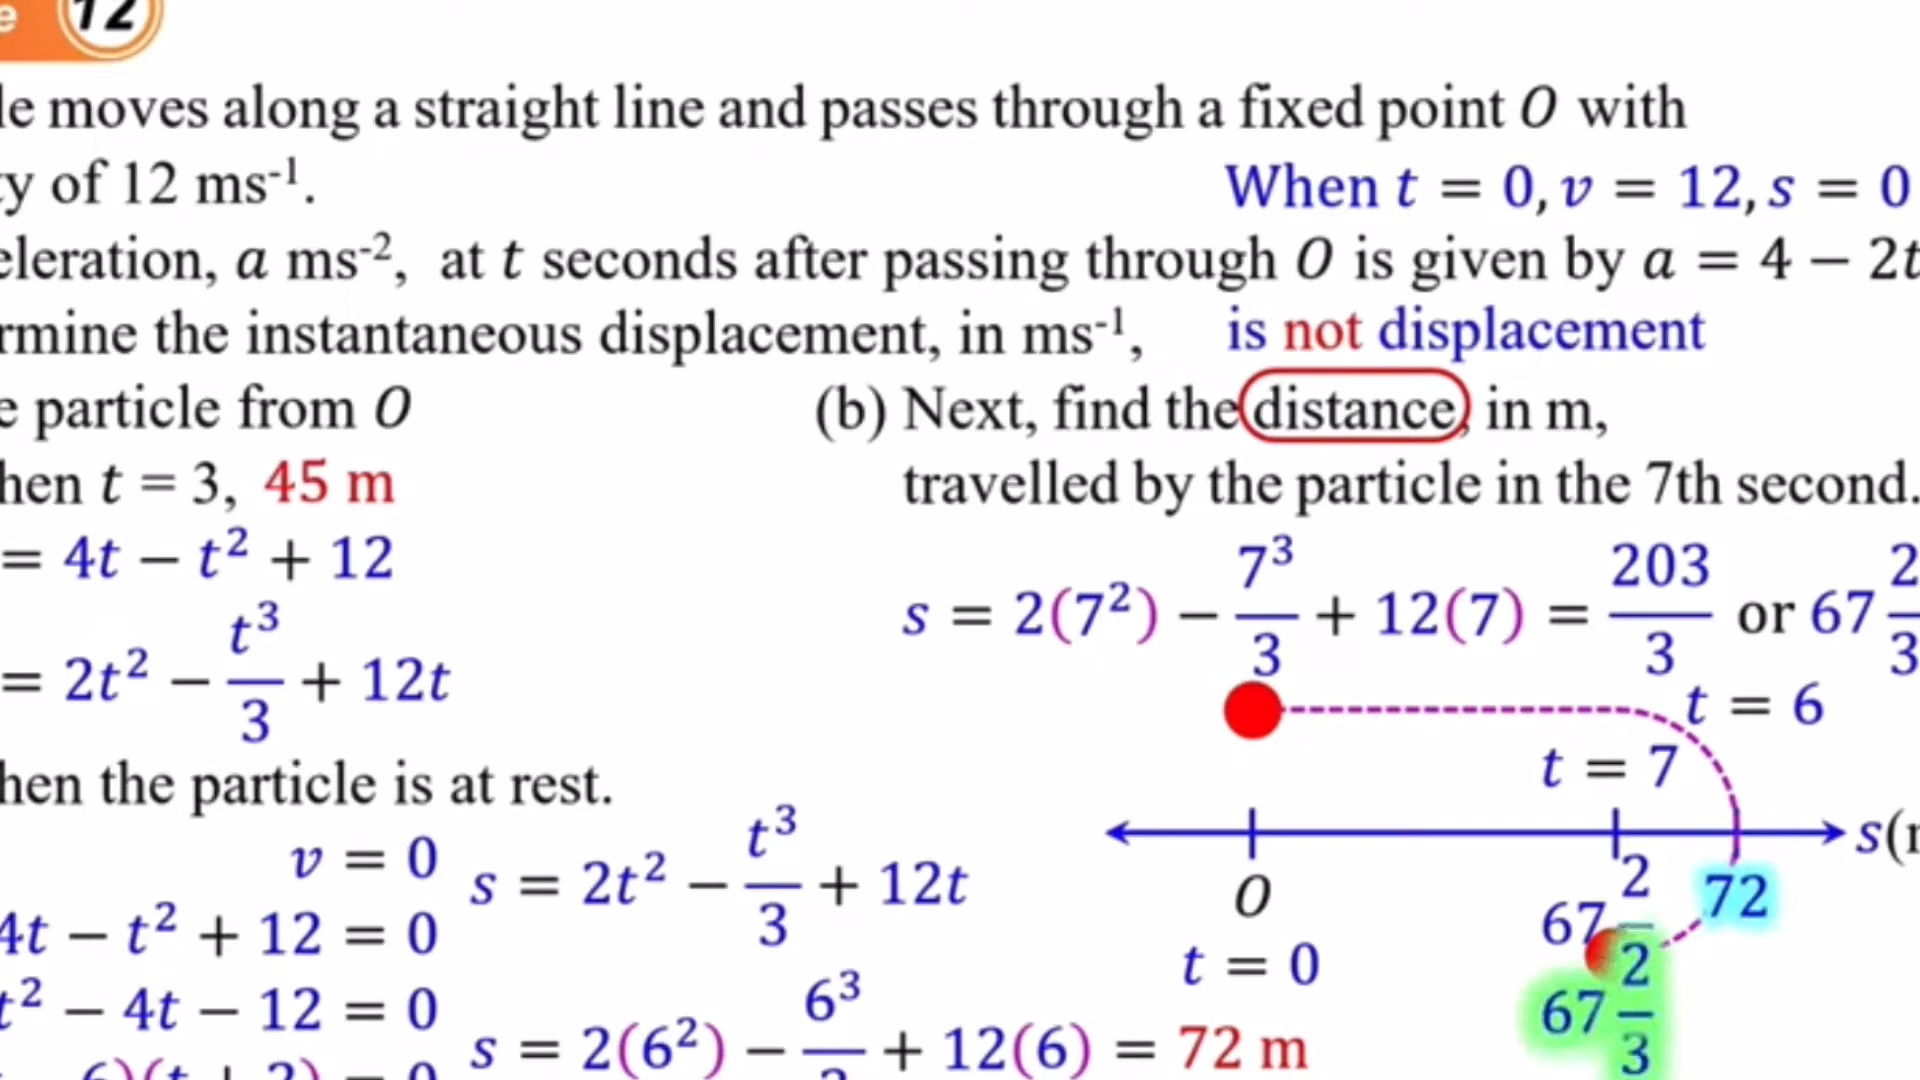 e 12
le moves along a straight line and passes through a fixed point O with
ty of 12 ms⁻¹.
When t = 0, v = 12, s = 0
eleration, a ms⁻², at t seconds after passing through O is given by a = 4 − 2t
rmine the instantaneous displacement, in ms⁻¹,
is not displacement
e particle from O
hen t = 3, 45 m
= 4t − t² + 12
= 2t² − t³/3 + 12t
hen the particle is at rest.
v = 0
4t − t² + 12 = 0
t² − 4t − 12 = 0
s = 2t² − t³/3 + 12t
s = 2(6²) − 6³/3 + 12(6) = 72 m
(b) Next, find the distance, in m,
travelled by the particle in the 7th second.
s = 2(7²) − 7³/3 + 12(7) = 203/3 or 67 2/3
t = 6
t = 7
s(
O
67 2
72
t = 0
67 2/3